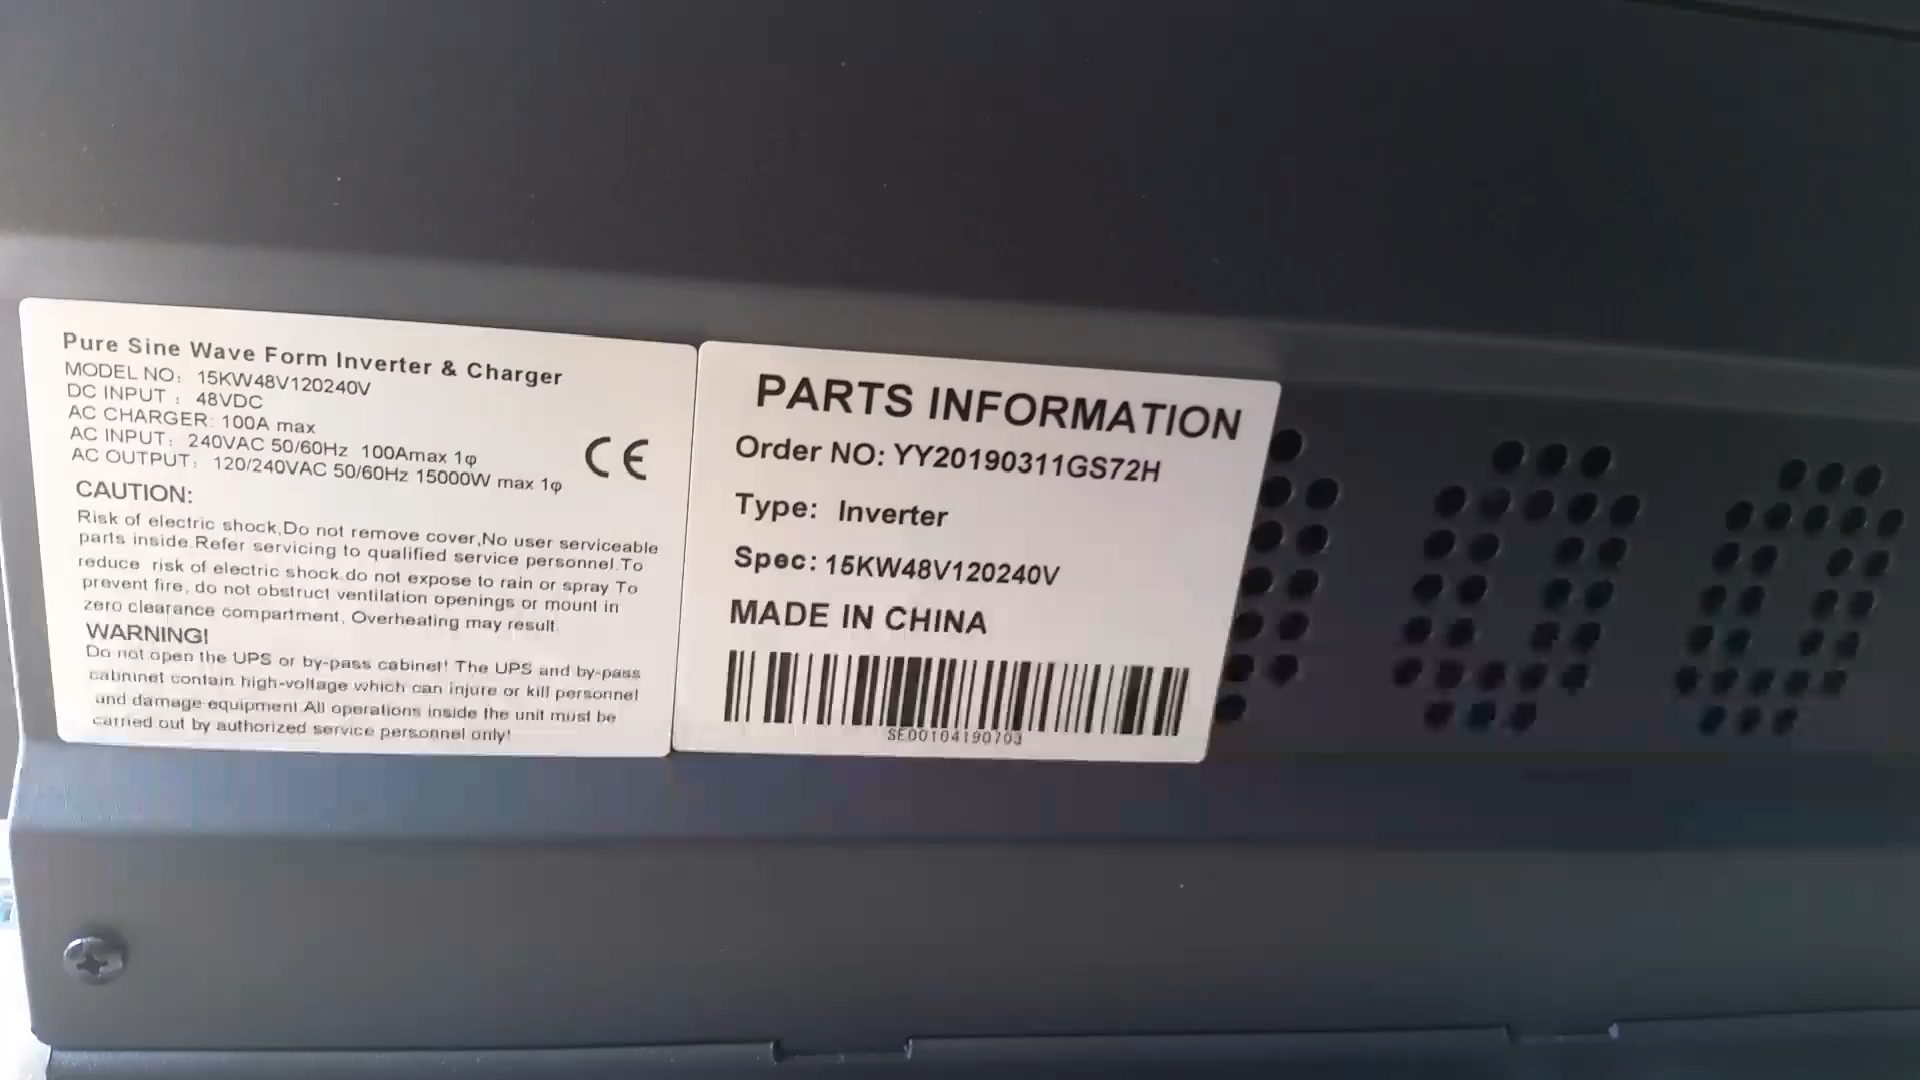 Pure Sine Wave Form Inverter & Charger
MODEL NO: 15KW48V120240V
DC INPUT : 48VDC
AC CHARGER: 100A max
AC INPUT: 240VAC 50/60Hz 100Amax 1φ
AC OUTPUT: 120/240VAC 50/60Hz 15000W max 1φ
CE
CAUTION:
Risk of electric shock,Do not remove cover,No user serviceable
parts inside.Refer servicing to qualified service personnel.To
reduce risk of electric shock.do not expose to rain or spray To
prevent fire, do not obstruct ventilation openings or mount in
zero clearance compartment, Overheating may result
WARNING!
Do not open the UPS or by-pass cabinet! The UPS and by-pass
cabninet contain high-voltage which can injure or kill personnel
and damage equipment.All operations inside the unit must be
carried out by authorized service personnel only!
PARTS INFORMATION
Order NO: YY20190311GS72H
Type: Inverter
Spec: 15KW48V120240V
MADE IN CHINA
SE00104190703